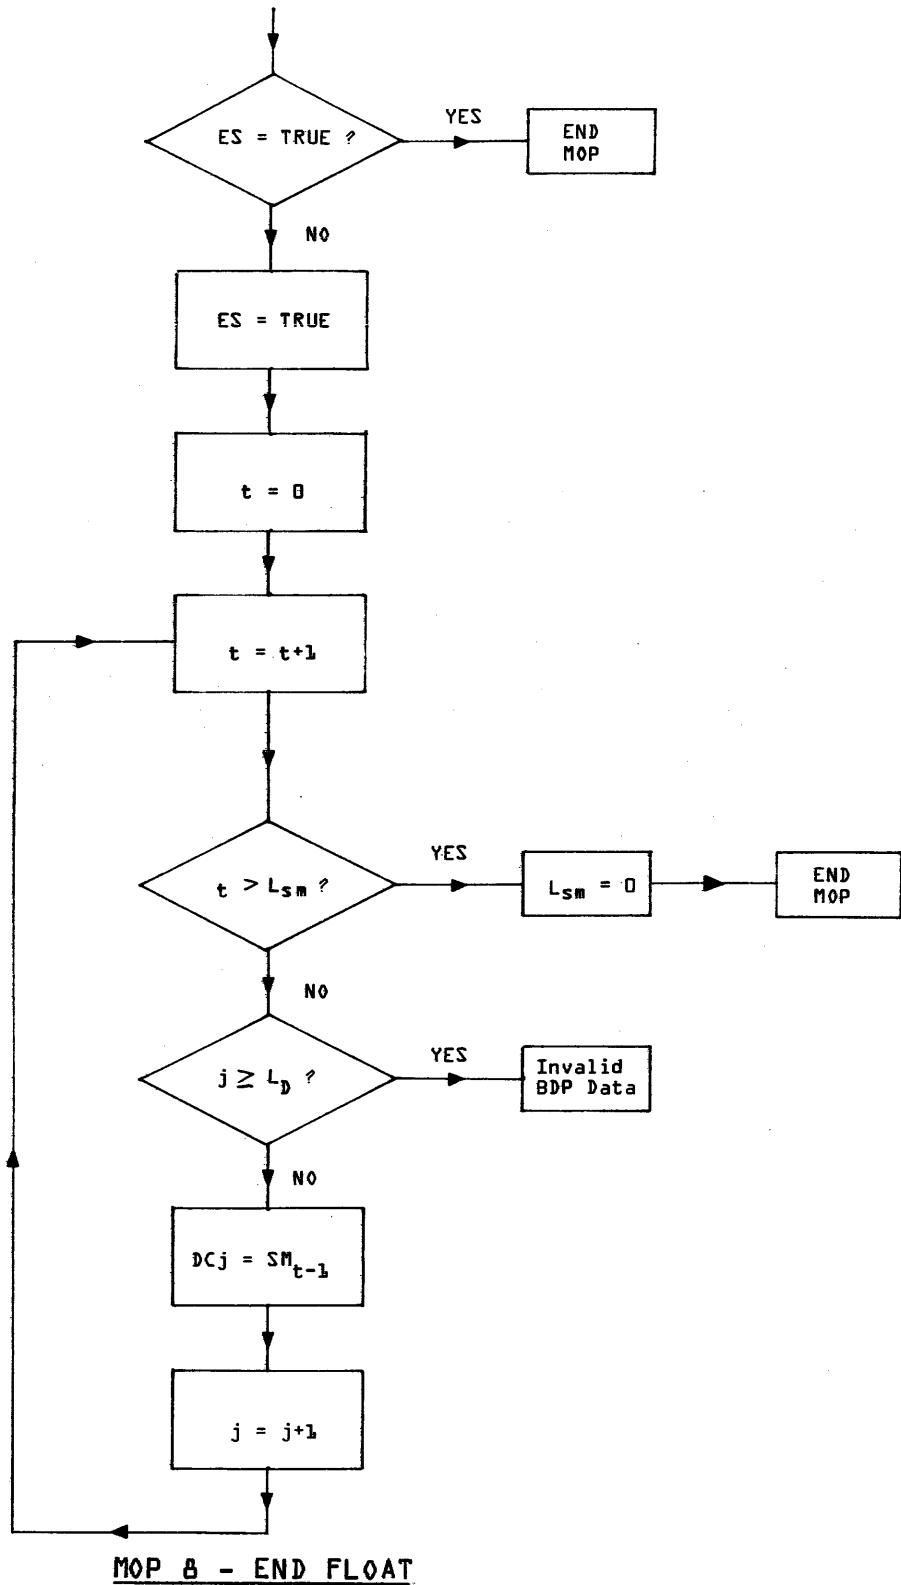 ES = TRUE ?
YES
END
MOP
NO
ES = TRUE
t = 0
t = t+1
t > Lsm ?
YES
Lsm = 0
END
MOP
NO
j ≥ LD ?
YES
Invalid
BDP Data
NO
DCj = SMt-1
j = j+1
MOP 8 - END FLOAT